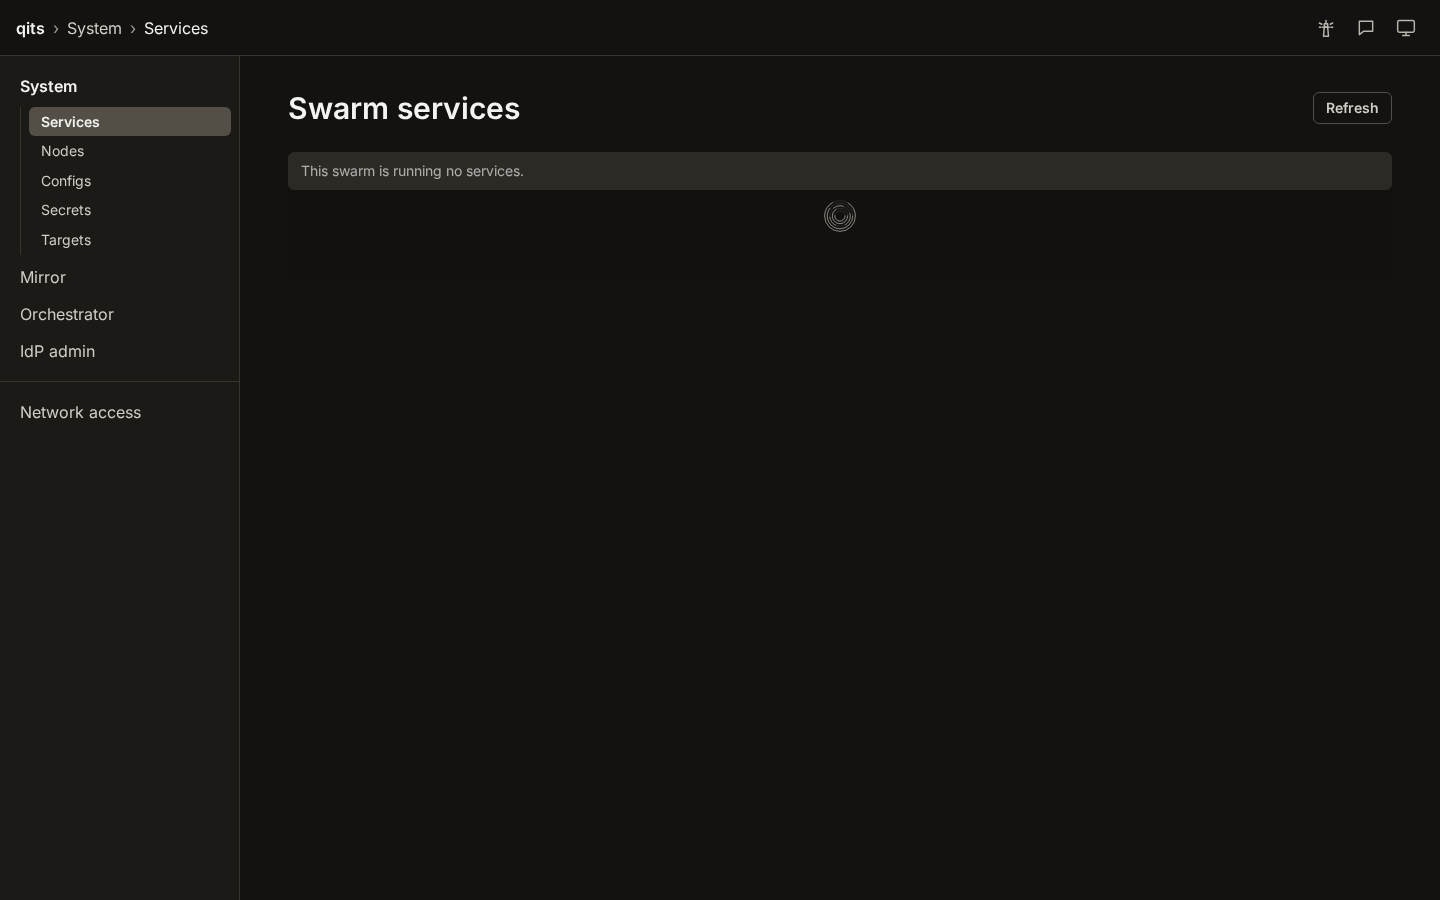 qits › System › Services
System
Services
Nodes
Configs
Secrets
Targets
Mirror
Orchestrator
IdP admin
Network access
Swarm services
Refresh
This swarm is running no services.